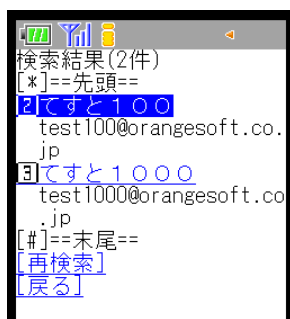 検索結果(2件)
[*]==先頭==
2てすと１００
test100@orangesoft.co.
jp
3てすと１０００
test1000@orangesoft.co
.jp
[#]==末尾==
[再検索]
[戻る]